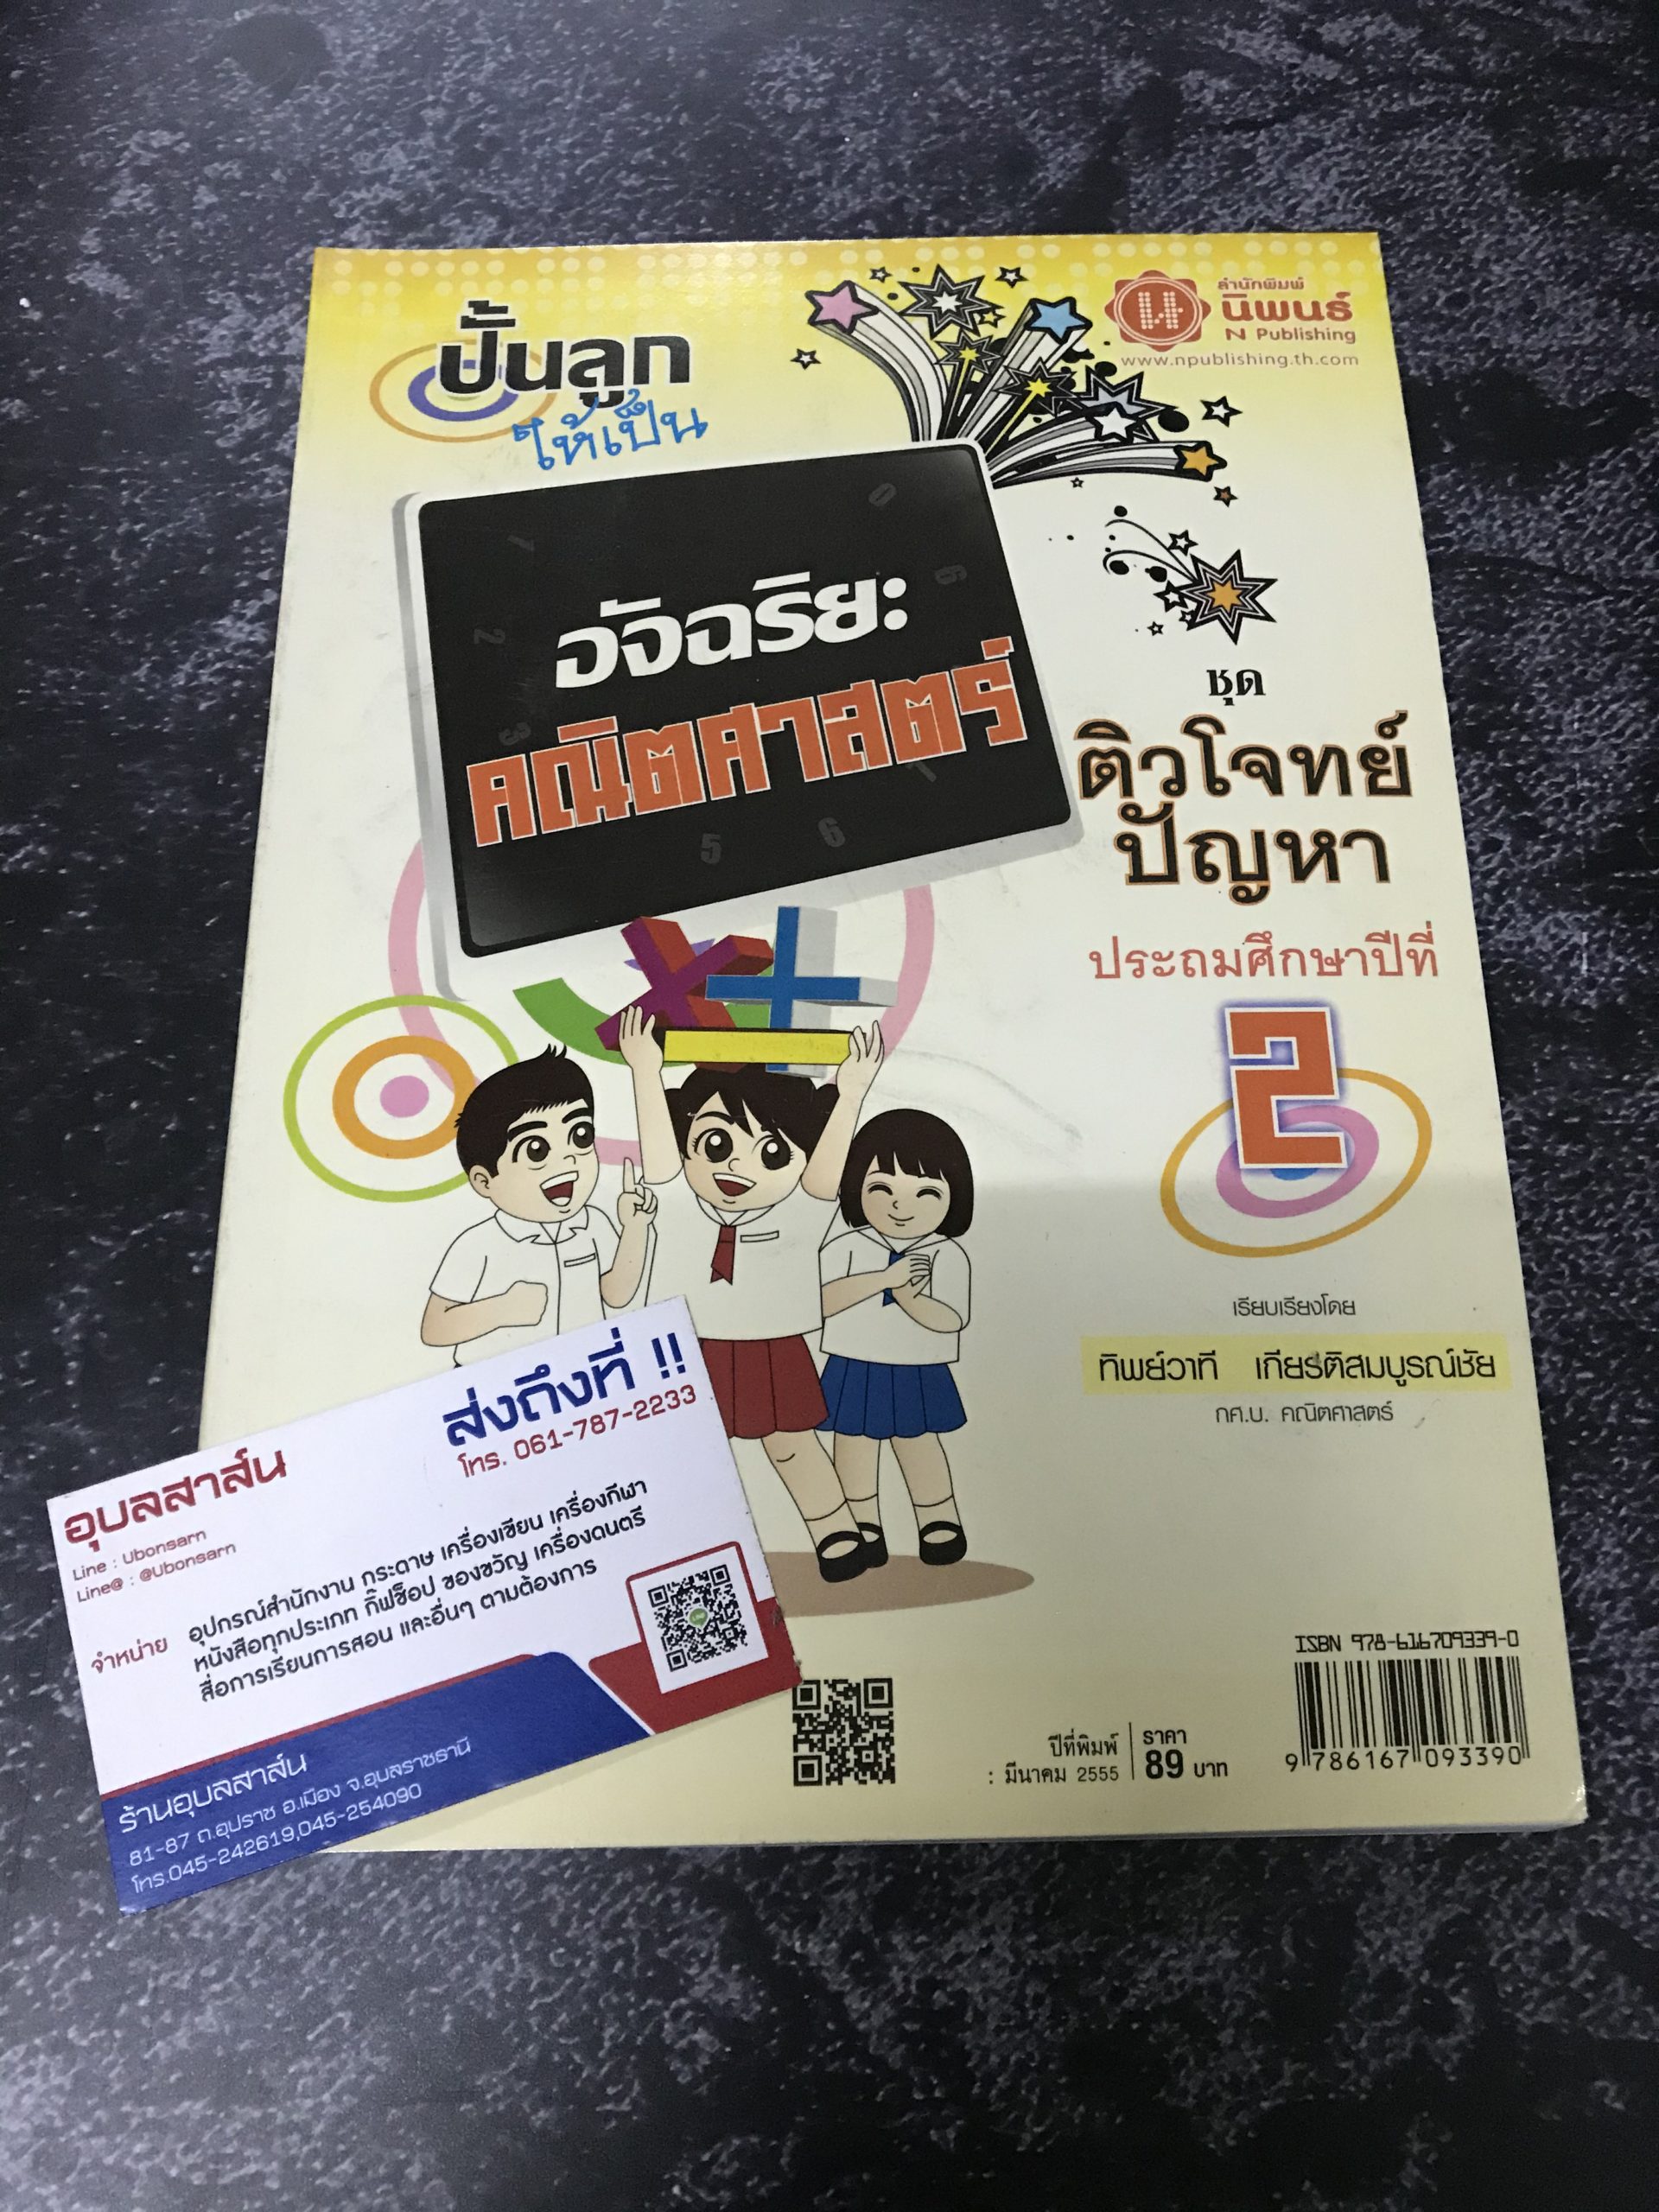 ปั้นลูก
ให้เป็น
อัจฉริยะ
คณิตศาสตร์
สำนักพิมพ์
นิพนธ์
N Publishing
www.npublishing.th.com
ชุด
ติวโจทย์
ปัญหา
ประถมศึกษาปีที่
2
เรียบเรียงโดย
ทิพย์วาที เกียรติสมบูรณ์ชัย
กศ.บ. คณิตศาสตร์
ISBN 978-616709339-0
9 786167 093390
ปีที่พิมพ์
: มีนาคม 2555
ราคา
89 บาท
ส่งถึงที่ !!
โทร. 061-787-2233
อุบลสาส์น
Line : Ubonsarn
Line@ : @Ubonsarn
จำหน่าย
อุปกรณ์สำนักงาน กระดาษ เครื่องเขียน เครื่องกีฬา
หนังสือทุกประเภท กิ๊ฟช็อป ของขวัญ เครื่องดนตรี
สื่อการเรียนการสอน และอื่นๆ ตามต้องการ
ร้านอุบลสาส์น
81-87 ถ.อุปราช อ.เมือง จ.อุบลราชธานี
โทร.045-242619,045-254090